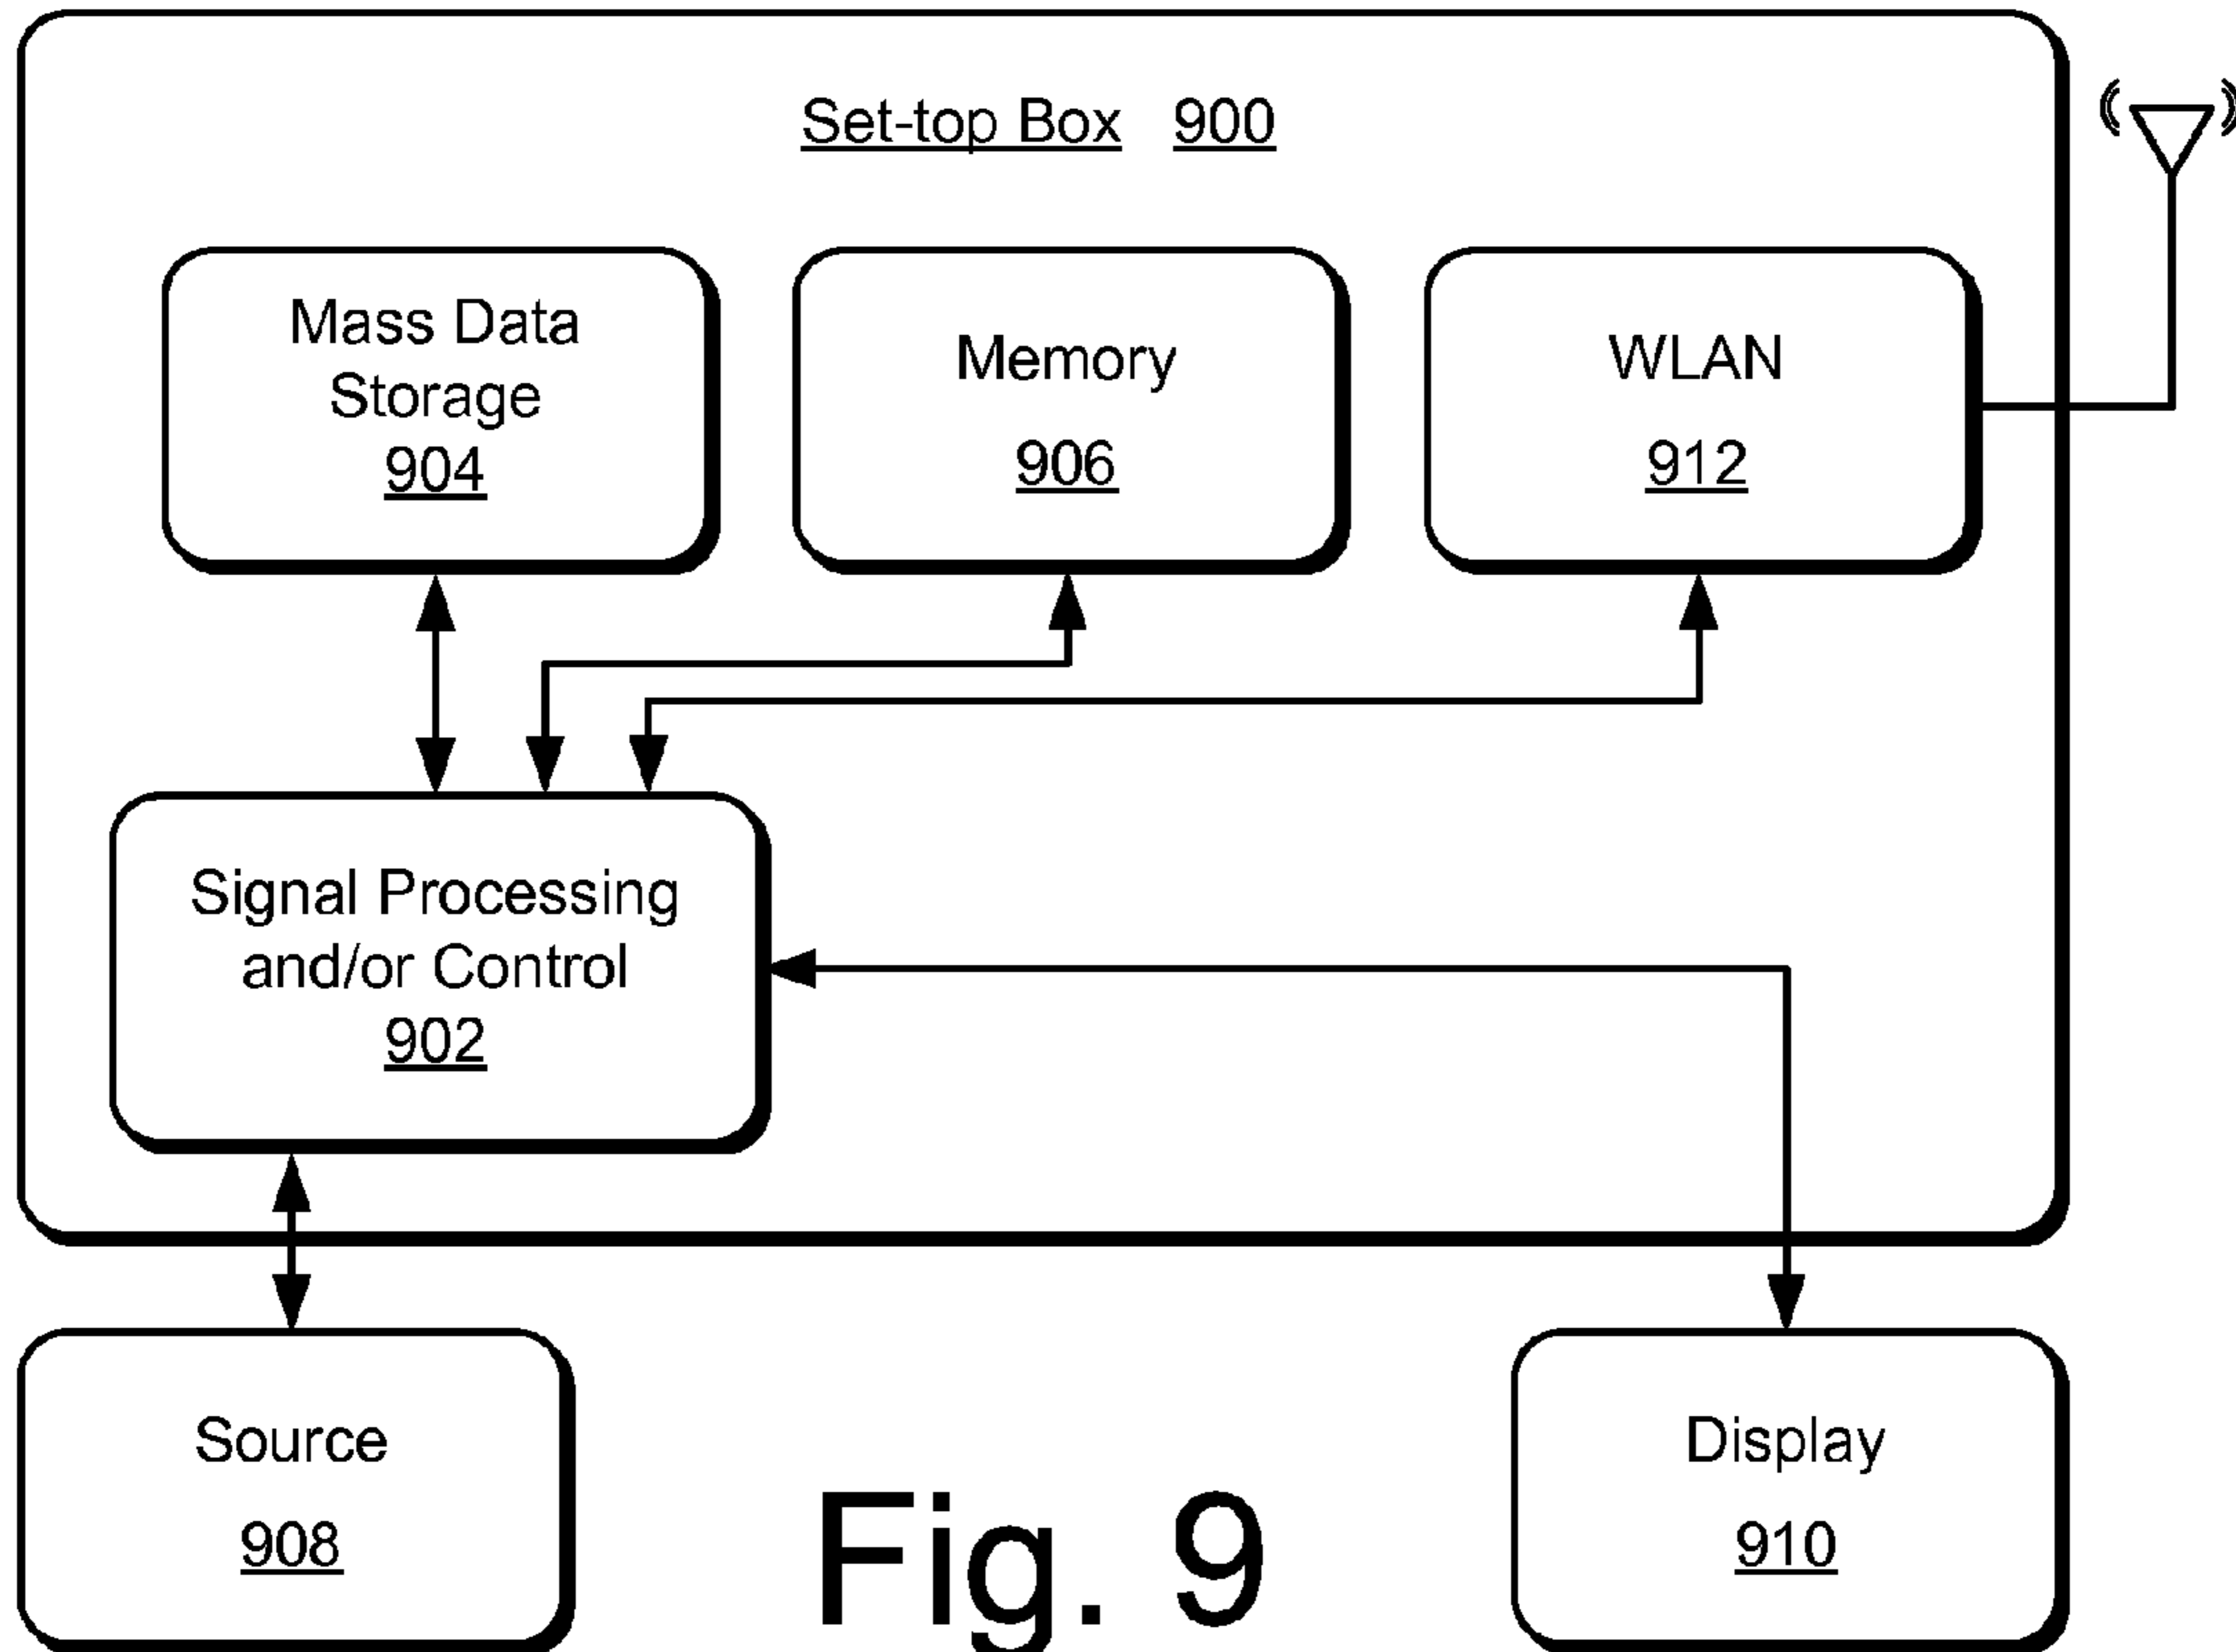 Set-top Box 900
Mass Data
Storage
904
Memory
906
WLAN
912
Signal Processing
and/or Control
902
Source
908
Display
910
Fig. 9